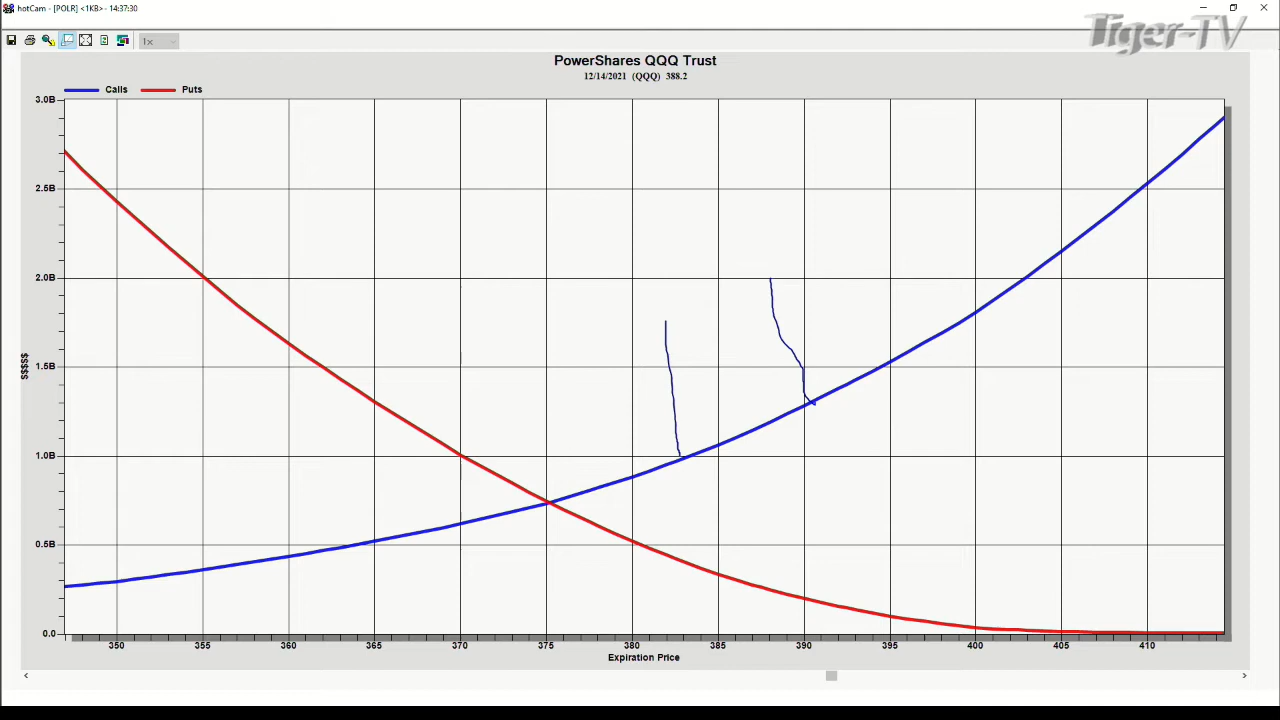 hotCam - [POLR] <1KB> - 14:37:30
Tiger-TV
1x
PowerShares QQQ Trust
12/14/2021 (QQQ) 388.2
Calls Puts
3.0B
2.5B
2.0B
1.5B
1.0B
0.5B
0.0
$$$$$
350 355 360 365 370 375 380 385 390 395 400 405 410
Expiration Price